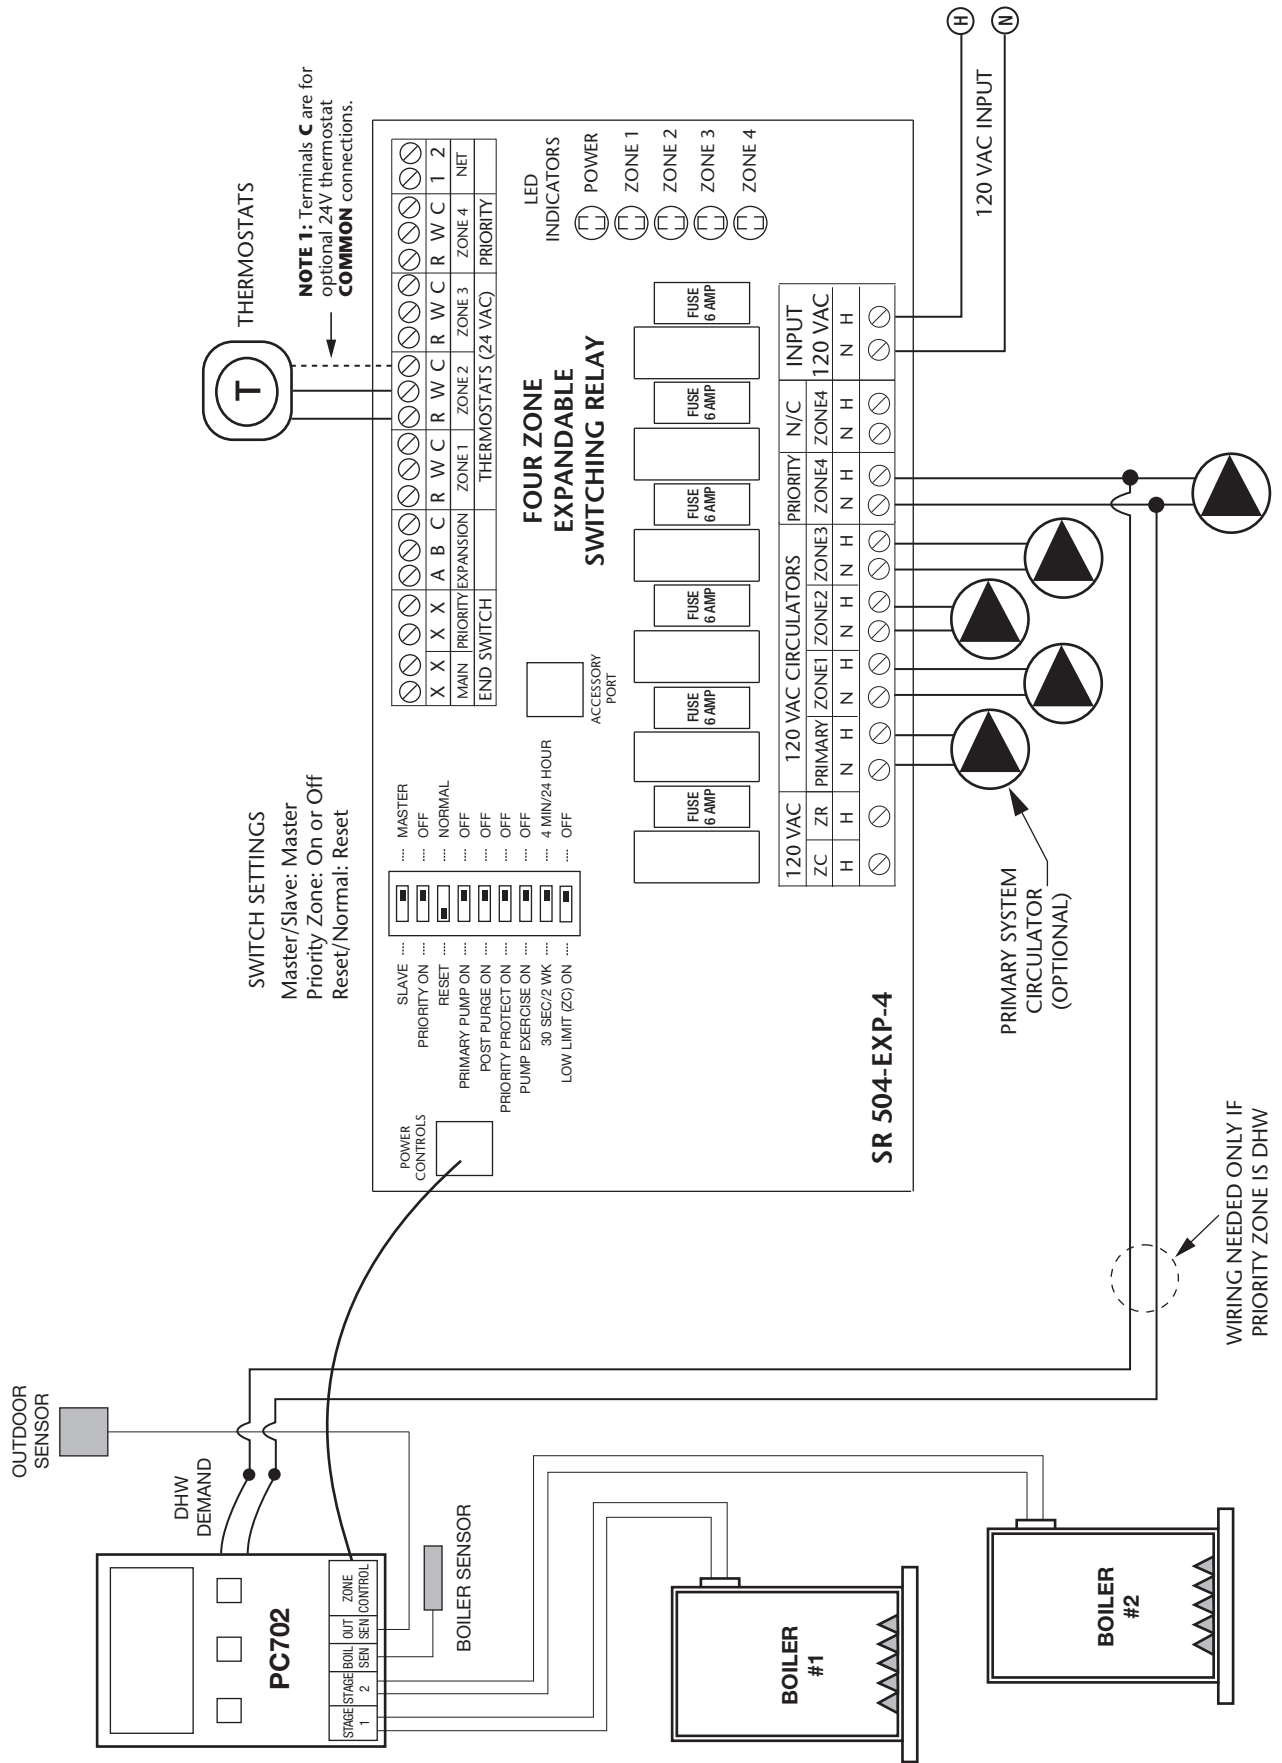 OUTDOOR
SENSOR
DHW
DEMAND
PC702
STAGE
1
STAGE
2
BOIL
SEN
OUT
SEN
ZONE
CONTROL
BOILER SENSOR
BOILER
#1
BOILER
#2
SWITCH SETTINGS
Master/Slave: Master
Priority Zone: On or Off
Reset/Normal: Reset
THERMOSTATS
T
NOTE 1: Terminals C are for
optional 24V thermostat
COMMON connections.
POWER
CONTROLS
SLAVE ---- ---- MASTER
PRIORITY ON ---- ---- OFF
RESET ---- ---- NORMAL
PRIMARY PUMP ON ---- ---- OFF
POST PURGE ON ---- ---- OFF
PRIORITY PROTECT ON ---- ---- OFF
PUMP EXERCISE ON ---- ---- OFF
30 SEC/2 WK ---- ---- 4 MIN/24 HOUR
LOW LIMIT (ZC) ON ---- ---- OFF
X X X X A B C R W C R W C R W C R W C 1 2
MAIN PRIORITY EXPANSION ZONE 1 ZONE 2 ZONE 3 ZONE 4 NET
END SWITCH THERMOSTATS (24 VAC) PRIORITY
ACCESSORY
PORT
FOUR ZONE
EXPANDABLE
SWITCHING RELAY
LED
INDICATORS
POWER
ZONE 1
ZONE 2
ZONE 3
ZONE 4
FUSE
6 AMP
FUSE
6 AMP
FUSE
6 AMP
FUSE
6 AMP
FUSE
6 AMP
FUSE
6 AMP
SR 504-EXP-4
120 VAC 120 VAC CIRCULATORS PRIORITY N/C INPUT
120 VAC
ZC ZR PRIMARY ZONE1 ZONE2 ZONE3 ZONE4 ZONE4
H H N H N H N H N H N H N H N H
120 VAC INPUT
H
N
PRIMARY SYSTEM
CIRCULATOR
(OPTIONAL)
WIRING NEEDED ONLY IF
PRIORITY ZONE IS DHW